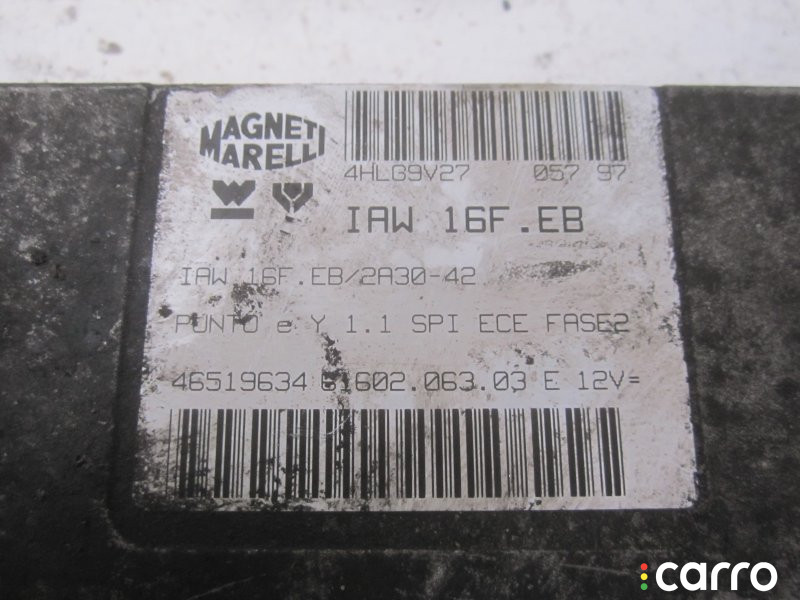 MAGNETI
MARELLI
4HLG9V27 057 97
IAW 16F.EB
IAW 16F.EB/2A30-42
PUNTO e Y 1.1 SPI ECE FASE2
46519634 61602.063.03 E 12V=
carro